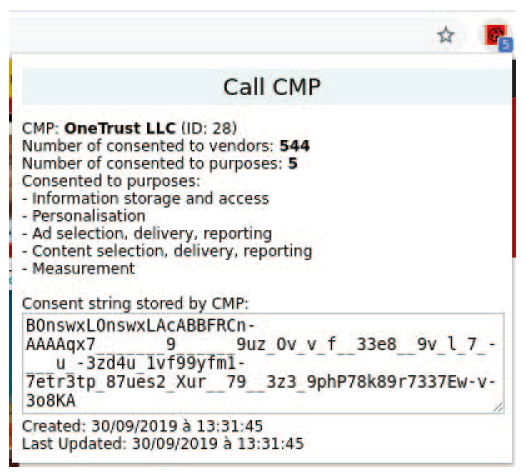 5
Call CMP
CMP: OneTrust LLC (ID: 28)
Number of consented to vendors: 544
Number of consented to purposes: 5
Consented to purposes:
- Information storage and access
- Personalisation
- Ad selection, delivery, reporting
- Content selection, delivery, reporting
- Measurement
Consent string stored by CMP:
BOnswxLOnswxLAcABBFRCn-
AAAAqx7_______9______9uz_Ov_v_f__33e8__9v_l_7_-
___u_-3zd4u_1vf99yfm1-
7etr3tp_87ues2_Xur__79__3z3_9phP78k89r7337Ew-v-
3o8KA
Created: 30/09/2019 à 13:31:45
Last Updated: 30/09/2019 à 13:31:45